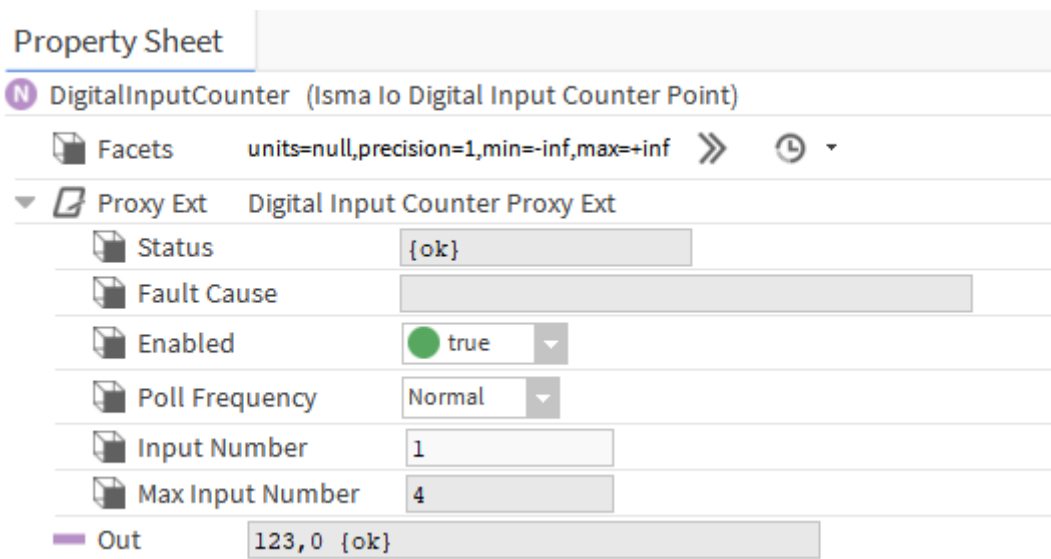 Property Sheet
N DigitalInputCounter (Isma Io Digital Input Counter Point)
Facets units=null,precision=1,min=-inf,max=+inf
Proxy Ext Digital Input Counter Proxy Ext
Status {ok}
Fault Cause
Enabled true
Poll Frequency Normal
Input Number 1
Max Input Number 4
Out 123,0 {ok}